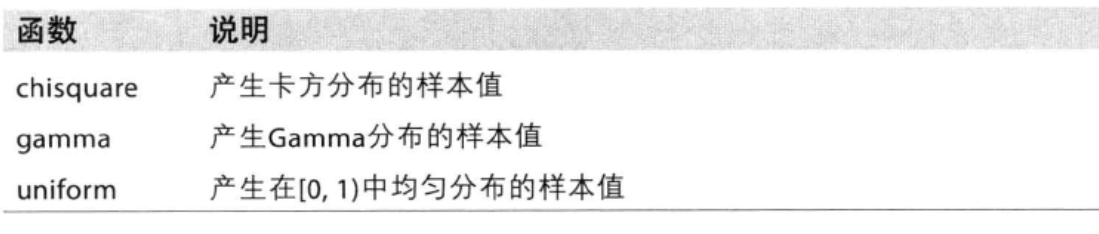 函数 说明
chisquare 产生卡方分布的样本值
gamma 产生Gamma分布的样本值
uniform 产生在[0, 1)中均匀分布的样本值